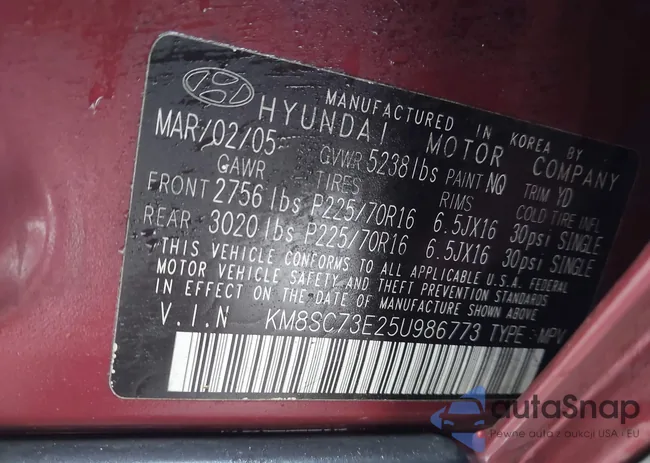 MANUFACTURED IN KOREA BY
HYUNDAI MOTOR COMPANY
MAR/02/05 GVWR 5238lbs PAINT NQ TRIM YD
GAWR TIRES RIMS COLD TIRE INFL
FRONT 2756 lbs P225/70R16 6.5JX16 30psi SINGLE
REAR 3020 lbs P225/70R16 6.5JX16 30psi SINGLE
THIS VEHICLE CONFORMS TO ALL APPLICABLE U.S.A. FEDERAL
MOTOR VEHICLE SAFETY AND THEFT PREVENTION STANDARDS
IN EFFECT ON THE DATE OF MANUFACTURE SHOWN ABOVE
V.I.N KM8SC73E25U986773 TYPE: MPV
autaSnap
Pewne auta z aukcji USA - EU